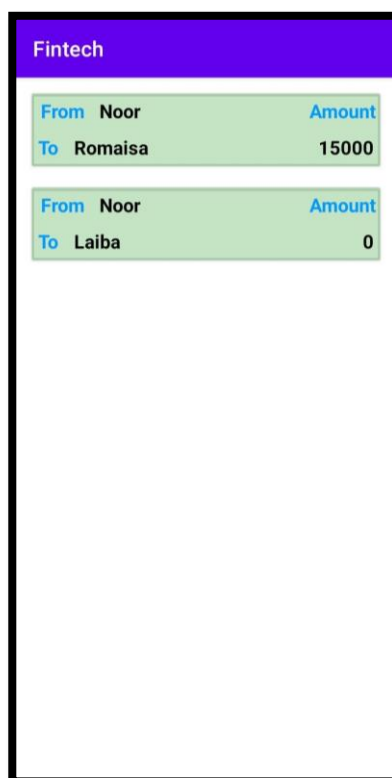 Fintech
From Noor Amount
To Romaisa 15000
From Noor Amount
To Laiba 0